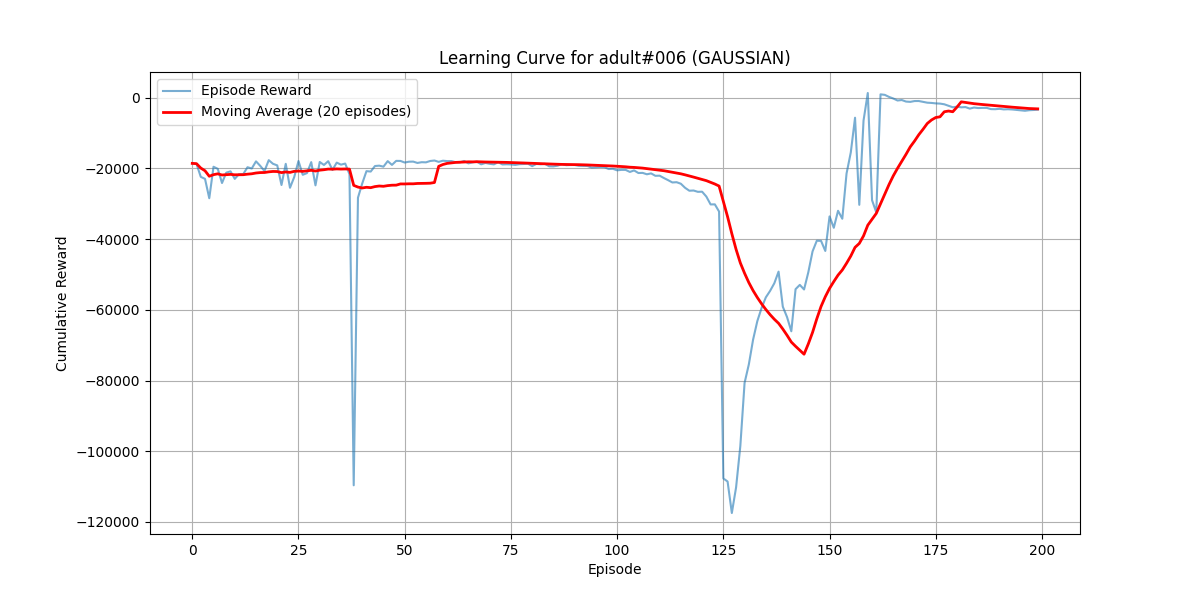 Learning Curve for adult#006 (GAUSSIAN)
Episode Reward
Moving Average (20 episodes)
0
−20000
−40000
−60000
−80000
−100000
−120000
Cumulative Reward
0 25 50 75 100 125 150 175 200
Episode